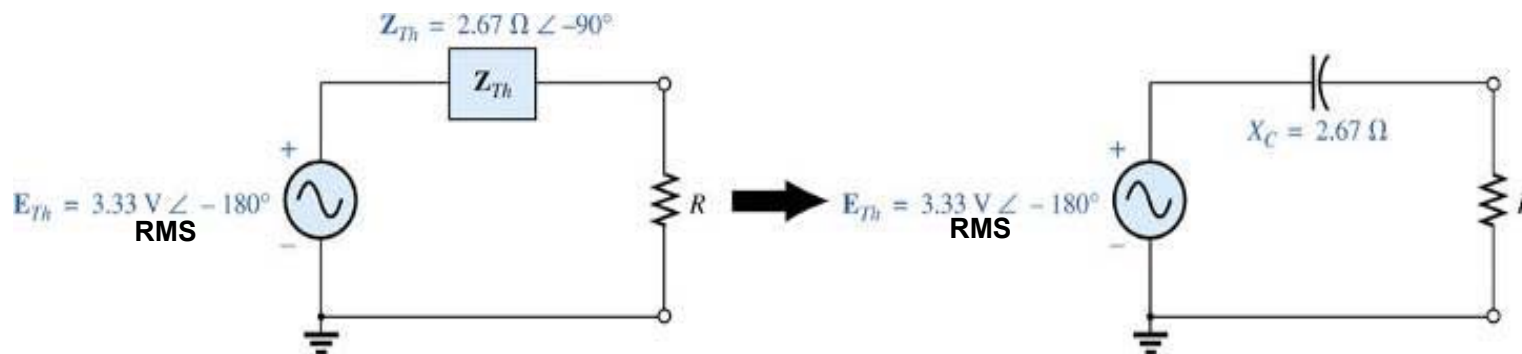 Z_Th = 2.67 Ω ∠ –90°
Z_Th
+
E_Th = 3.33 V ∠ – 180°
RMS
–
R
X_C = 2.67 Ω
+
E_Th = 3.33 V ∠ – 180°
RMS
–